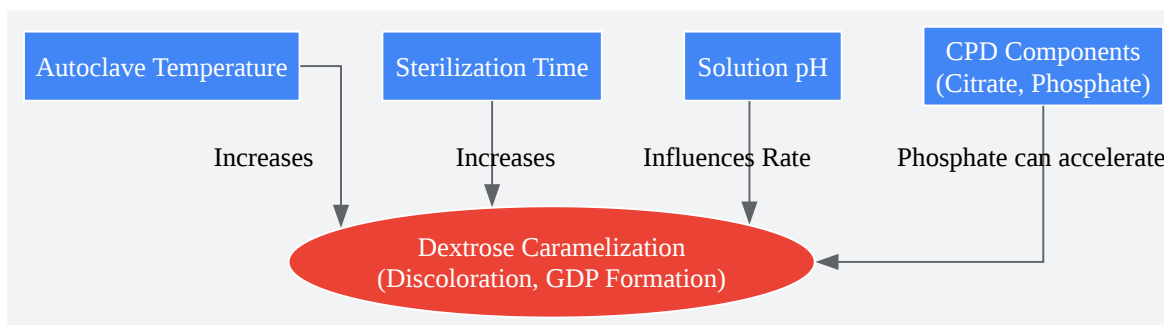 Autoclave Temperature
Sterilization Time
Solution pH
CPD Components
(Citrate, Phosphate)
Increases
Increases
Influences Rate
Phosphate can accelerate
Dextrose Caramelization
(Discoloration, GDP Formation)